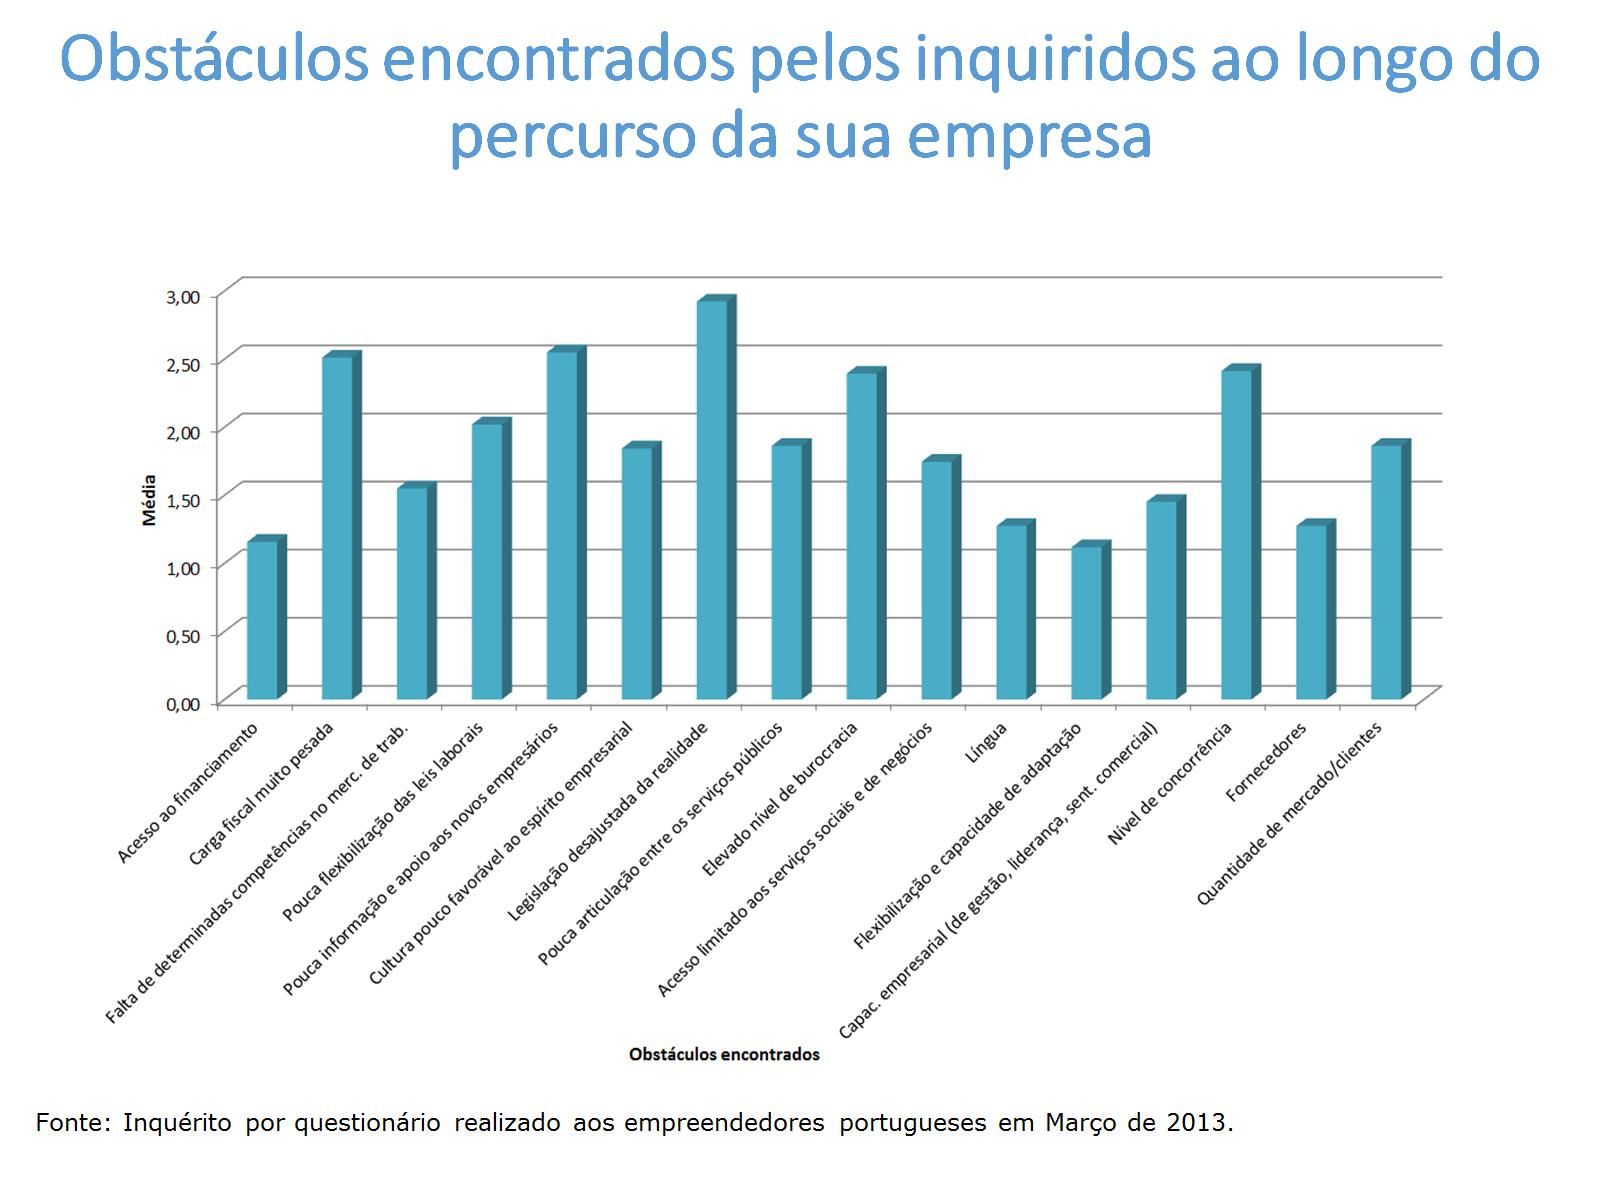 Obstáculos encontrados pelos inquiridos ao longo do
percurso da sua empresa
3,00
2,50
2,00
1,50
1,00
0,50
0,00
Média
Acesso ao financiamento
Carga fiscal muito pesada
Falta de determinadas competências no merc. de trab.
Pouca flexibilização das leis laborais
Pouca informação e apoio aos novos empresários
Cultura pouco favorável ao espírito empresarial
Legislação desajustada da realidade
Pouca articulação entre os serviços públicos
Elevado nível de burocracia
Acesso limitado aos serviços sociais e de negócios
Língua
Flexibilização e capacidade de adaptação
Capac. empresarial (de gestão, liderança, sent. comercial)
Nível de concorrência
Fornecedores
Quantidade de mercado/clientes
Obstáculos encontrados
Fonte: Inquérito por questionário realizado aos empreendedores portugueses em Março de 2013.